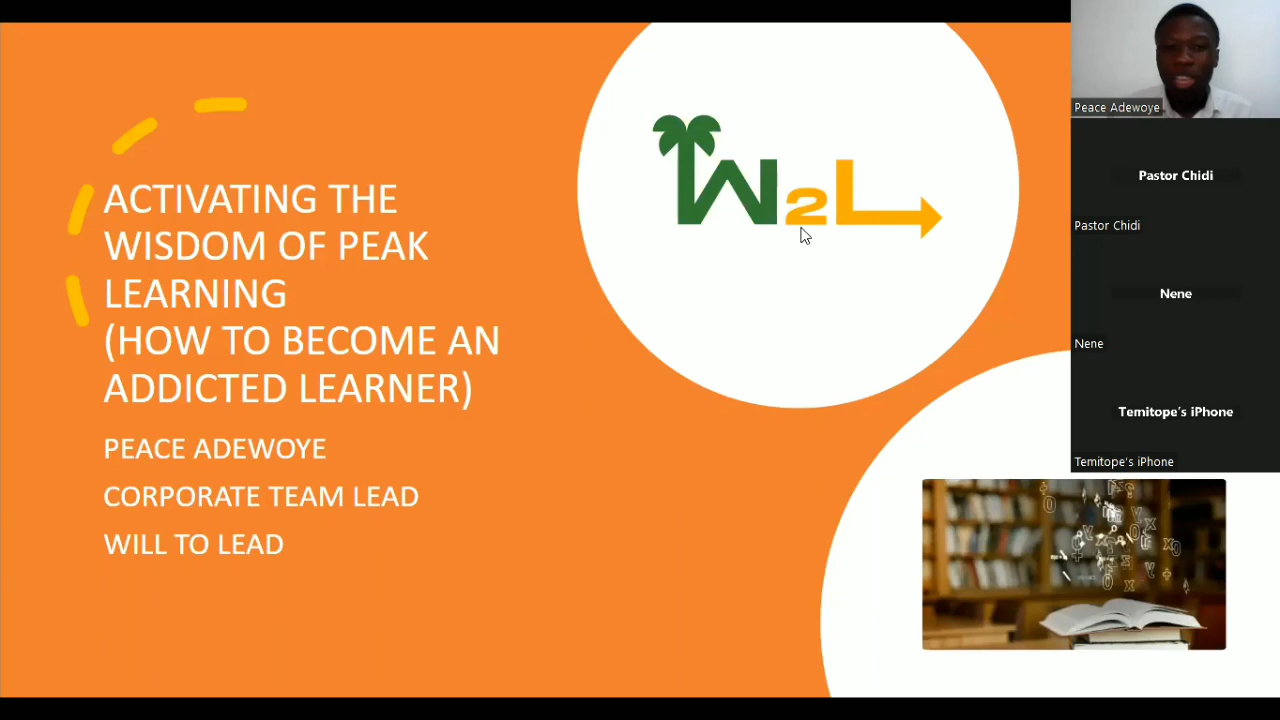 ACTIVATING THE
WISDOM OF PEAK
LEARNING
(HOW TO BECOME AN
ADDICTED LEARNER)
PEACE ADEWOYE
CORPORATE TEAM LEAD
WILL TO LEAD
W2L
Peace Adewoye
Pastor Chidi
Pastor Chidi
Nene
Nene
Temitope's iPhone
Temitope's iPhone